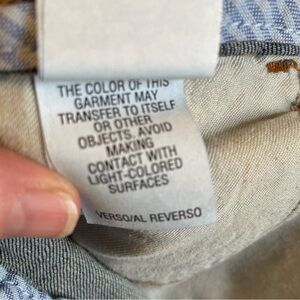 THE COLOR OF THIS
GARMENT MAY
TRANSFER TO ITSELF
OR OTHER
OBJECTS. AVOID
MAKING
CONTACT WITH
LIGHT-COLORED
SURFACES
VERSO/AL REVERSO